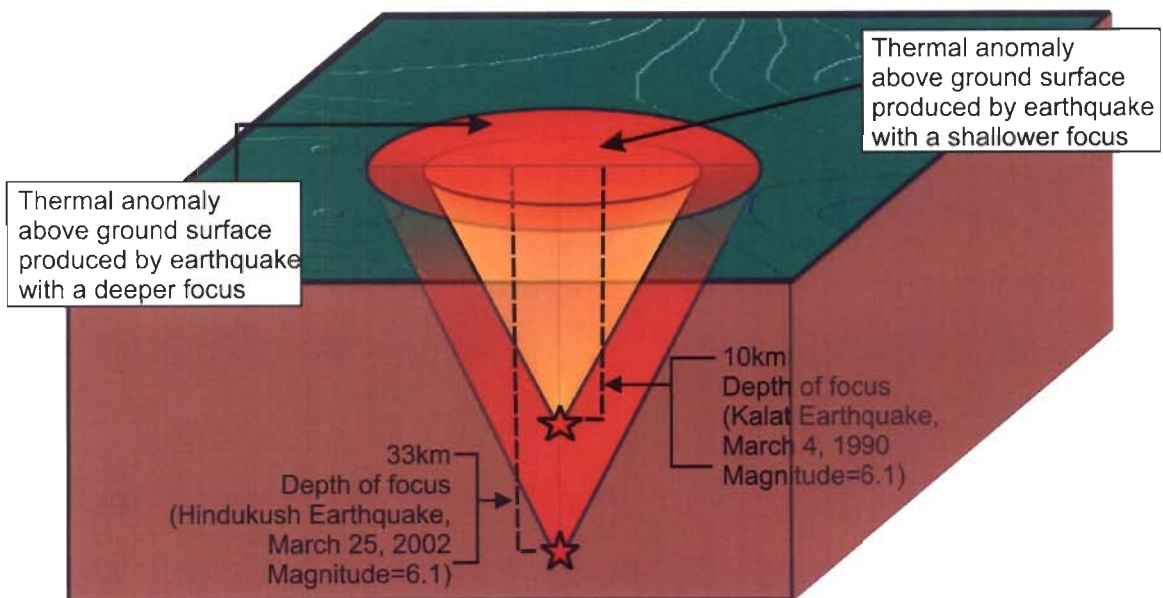 Thermal anomaly
above ground surface
produced by earthquake
with a shallower focus
Thermal anomaly
above ground surface
produced by earthquake
with a deeper focus
10km
Depth of focus
(Kalat Earthquake,
March 4, 1990
Magnitude=6.1)
33km
Depth of focus
(Hindukush Earthquake,
March 25, 2002
Magnitude=6.1)